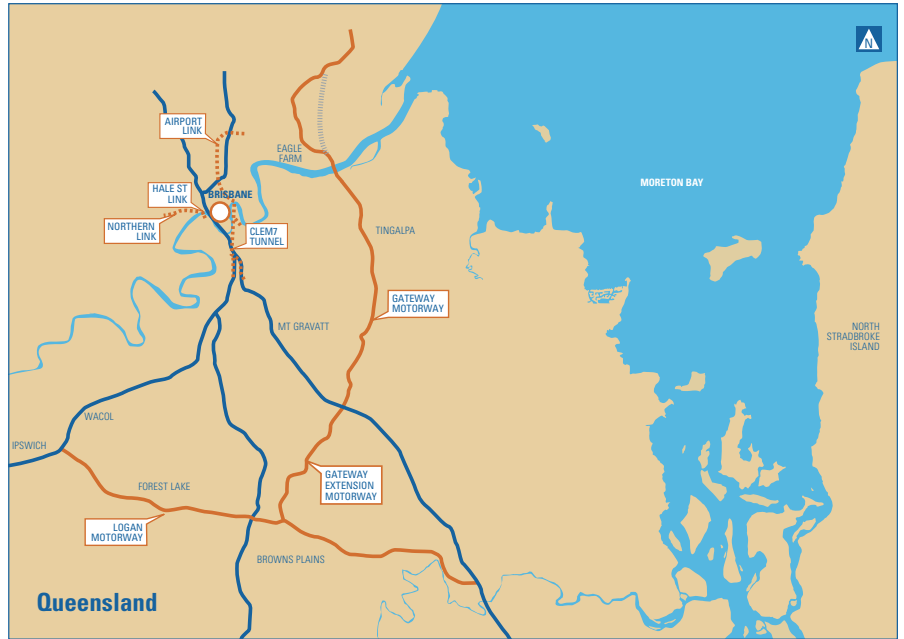 N
AIRPORT
LINK
EAGLE
FARM
MORETON BAY
HALE ST
LINK
BRISBANE
NORTHERN
LINK
CLEM7
TUNNEL
TINGALPA
GATEWAY
MOTORWAY
MT GRAVATT
NORTH
STRADBROKE
ISLAND
WACOL
IPSWICH
FOREST LAKE
GATEWAY
EXTENSION
MOTORWAY
LOGAN
MOTORWAY
BROWNS PLAINS
Queensland